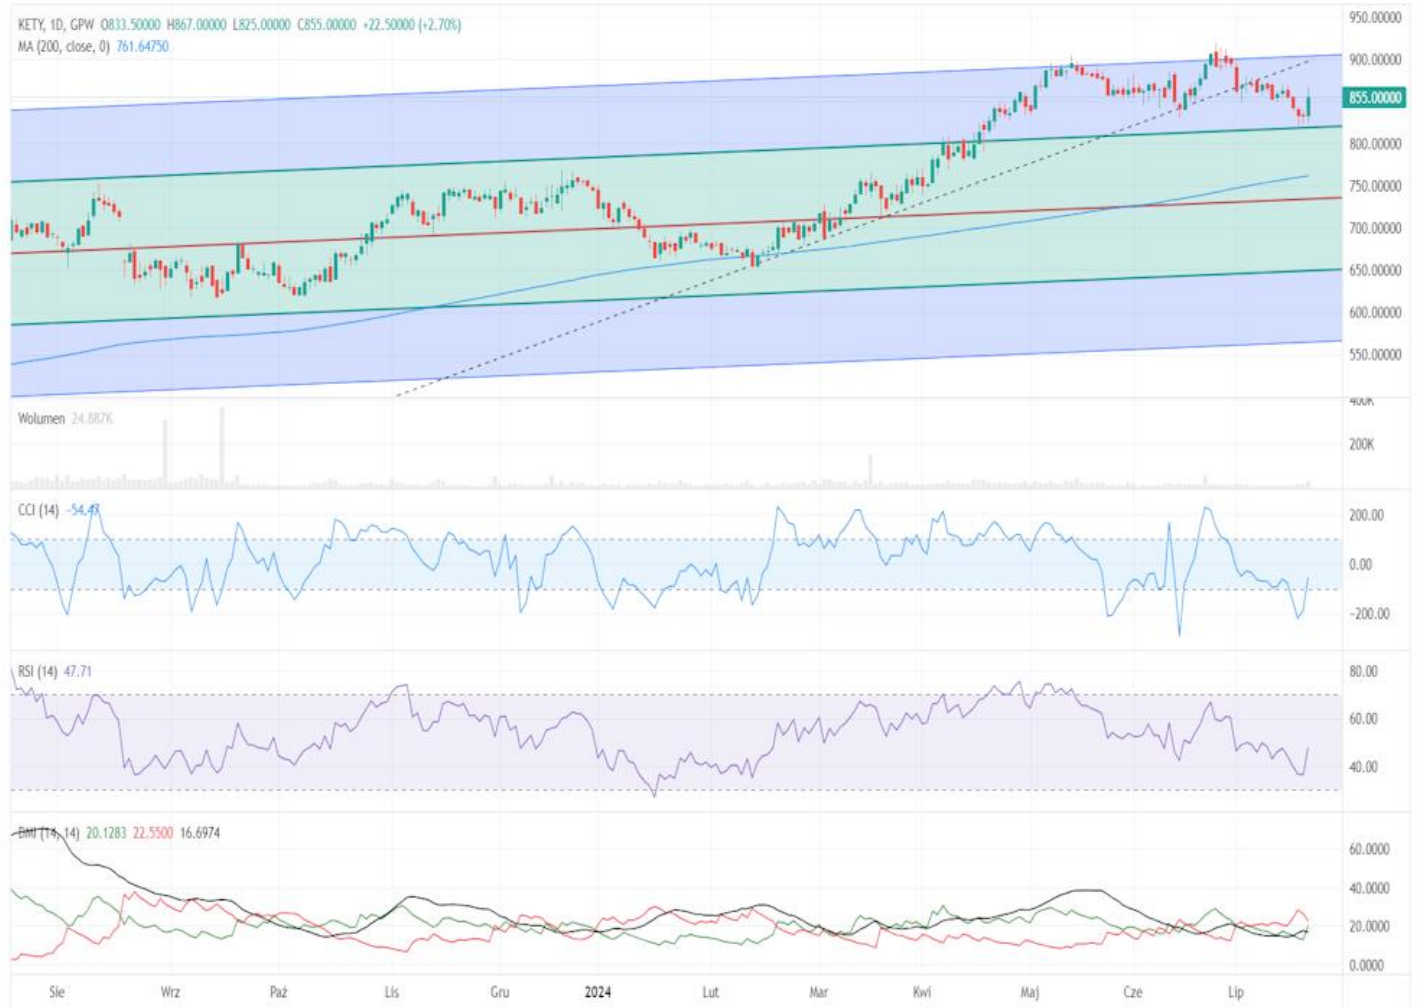 KETY, 1D, GPW O833.50000 H867.00000 L825.00000 C855.00000 +22.50000 (+2.70%)
MA (200, close, 0) 761.64750
950.00000
900.00000
855.00000
800.00000
750.00000
700.00000
650.00000
600.00000
550.00000
Wolumen 24.887K
400K
200K
CCI (14) -54.47
200.00
0.00
-200.00
RSI (14) 47.71
80.00
60.00
40.00
DMI (14, 14) 20.1283 22.5500 16.6974
60.0000
40.0000
20.0000
0.0000
Sie Wrz Paź Lis Gru 2024 Lut Mar Kwi Maj Cze Lip